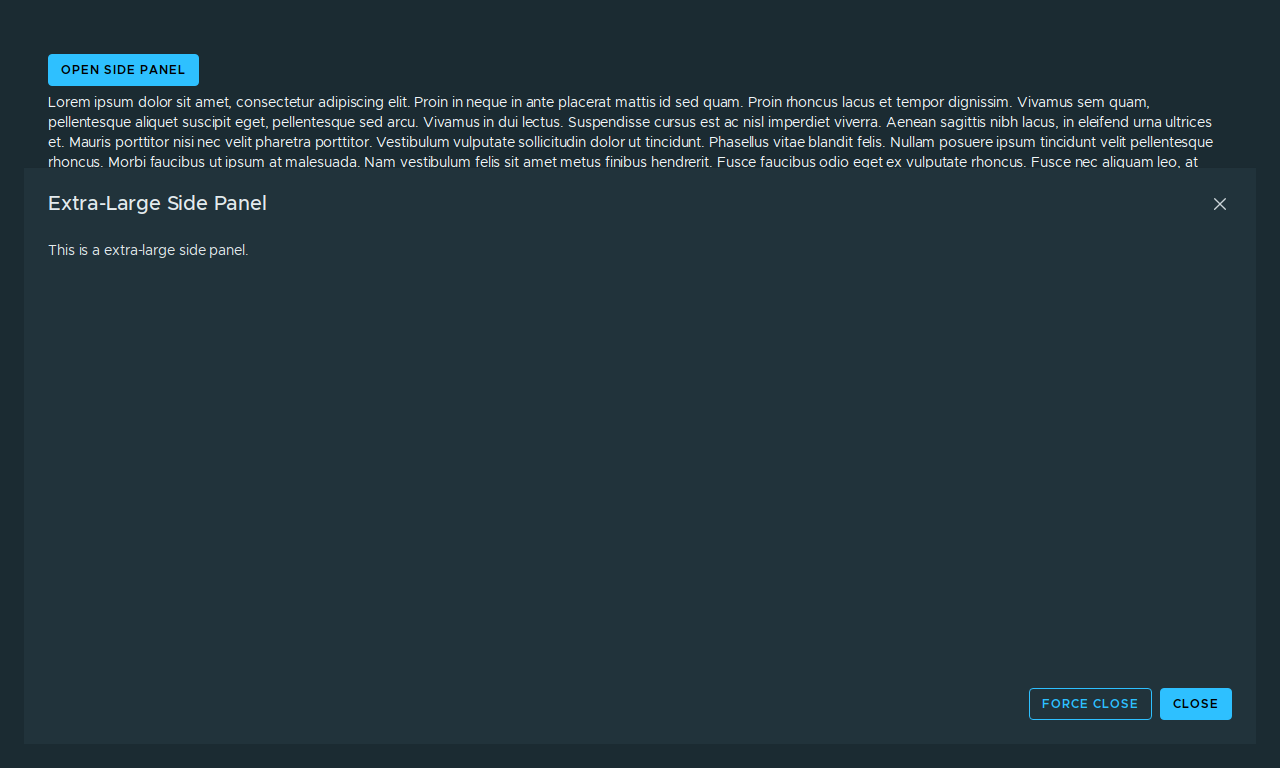 OPEN SIDE PANEL
Lorem ipsum dolor sit amet, consectetur adipiscing elit. Proin in neque in ante placerat mattis id sed quam. Proin rhoncus lacus et tempor dignissim. Vivamus sem quam,
pellentesque aliquet suscipit eget, pellentesque sed arcu. Vivamus in dui lectus. Suspendisse cursus est ac nisl imperdiet viverra. Aenean sagittis nibh lacus, in eleifend urna ultrices
et. Mauris porttitor nisi nec velit pharetra porttitor. Vestibulum vulputate sollicitudin dolor ut tincidunt. Phasellus vitae blandit felis. Nullam posuere ipsum tincidunt velit pellentesque
rhoncus. Morbi faucibus ut ipsum at malesuada. Nam vestibulum felis sit amet metus finibus hendrerit. Fusce faucibus odio eget ex vulputate rhoncus. Fusce nec aliquam leo, at
Extra-Large Side Panel
This is a extra-large side panel.
FORCE CLOSE
CLOSE